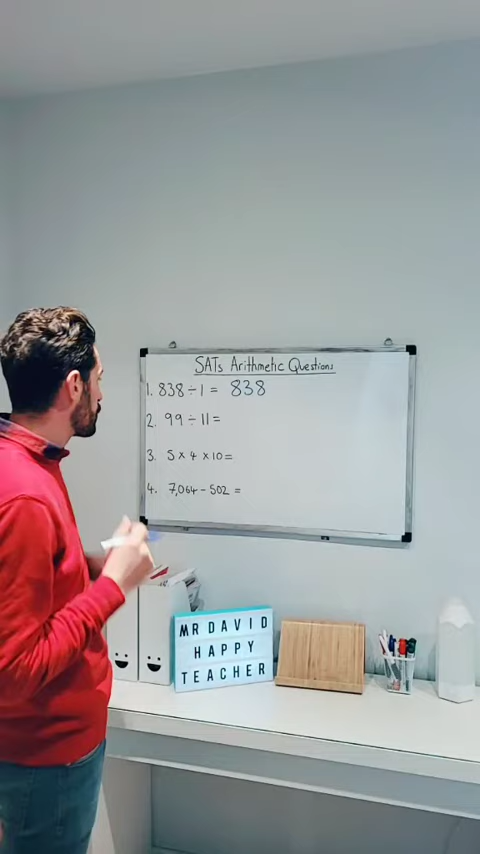 SATs Arithmetic Questions
1. 838 ÷ 1 = 838
2. 99 ÷ 11 =
3. 5 × 4 × 10 =
4. 7,064 - 502 =
MR DAVID
HAPPY
TEACHER